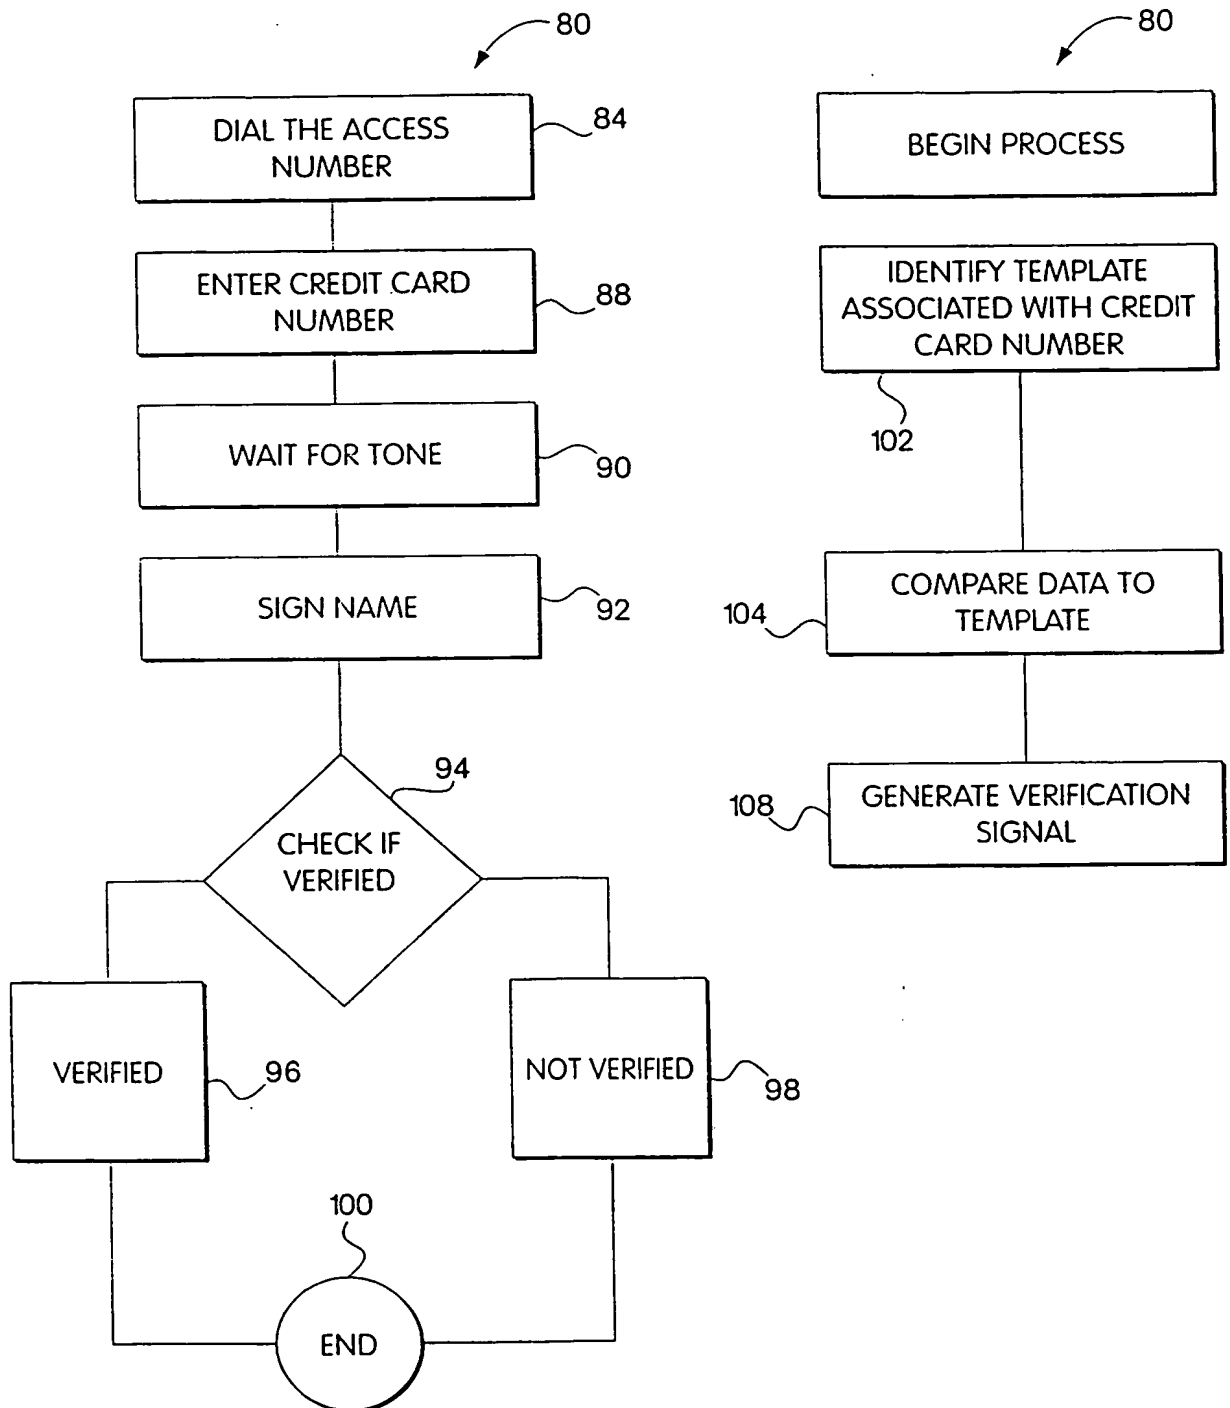 80
DIAL THE ACCESS
NUMBER
84
ENTER CREDIT CARD
NUMBER
88
WAIT FOR TONE
90
SIGN NAME
92
94
CHECK IF
VERIFIED
VERIFIED
96
NOT VERIFIED
98
100
END
80
BEGIN PROCESS
IDENTIFY TEMPLATE
ASSOCIATED WITH CREDIT
CARD NUMBER
102
COMPARE DATA TO
TEMPLATE
104
GENERATE VERIFICATION
SIGNAL
108